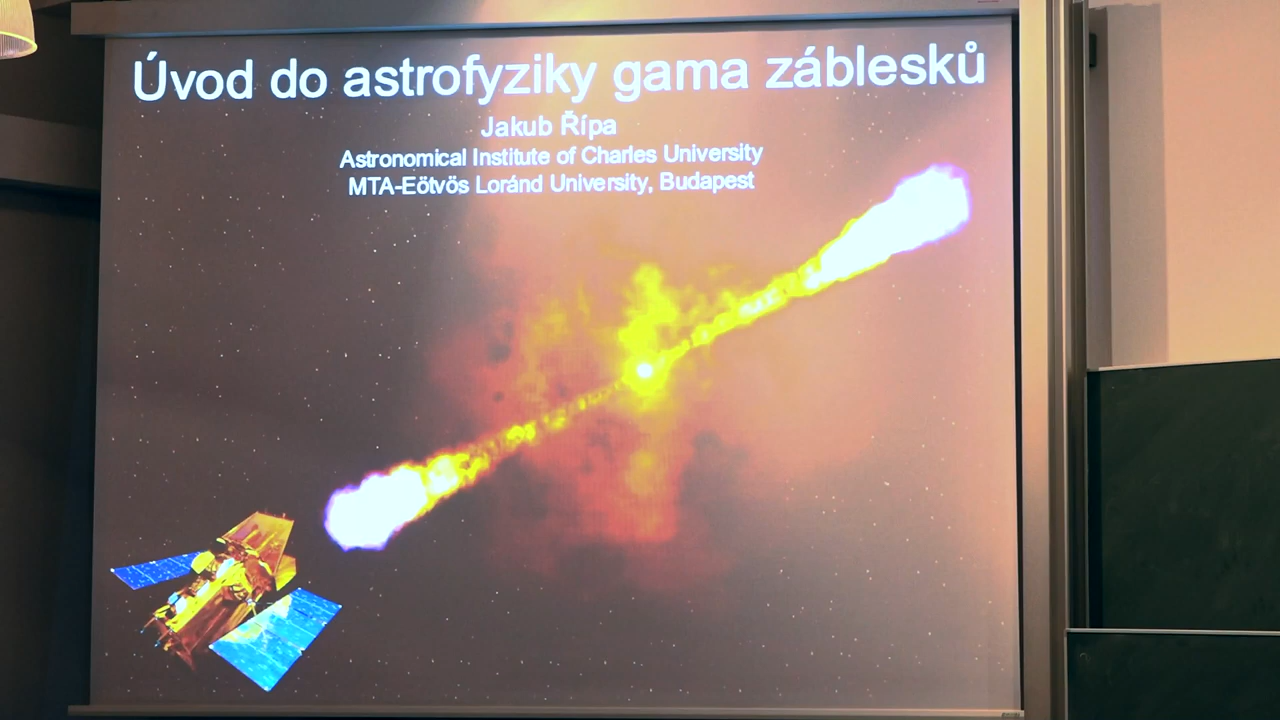 Úvod do astrofyziky gama záblesků
Jakub Řípa
Astronomical Institute of Charles University
MTA-Eötvös Loránd University, Budapest